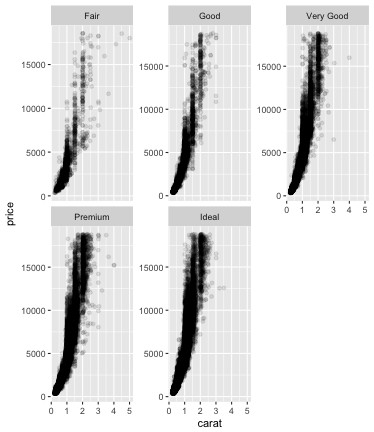 Fair Good Very Good
15000 15000 15000
10000 10000 10000
5000 5000 5000
0 0 0
0 1 2 3 4 5
price
Premium Ideal
15000 15000
10000 10000
5000 5000
0 0
0 1 2 3 4 5 0 1 2 3 4 5
carat